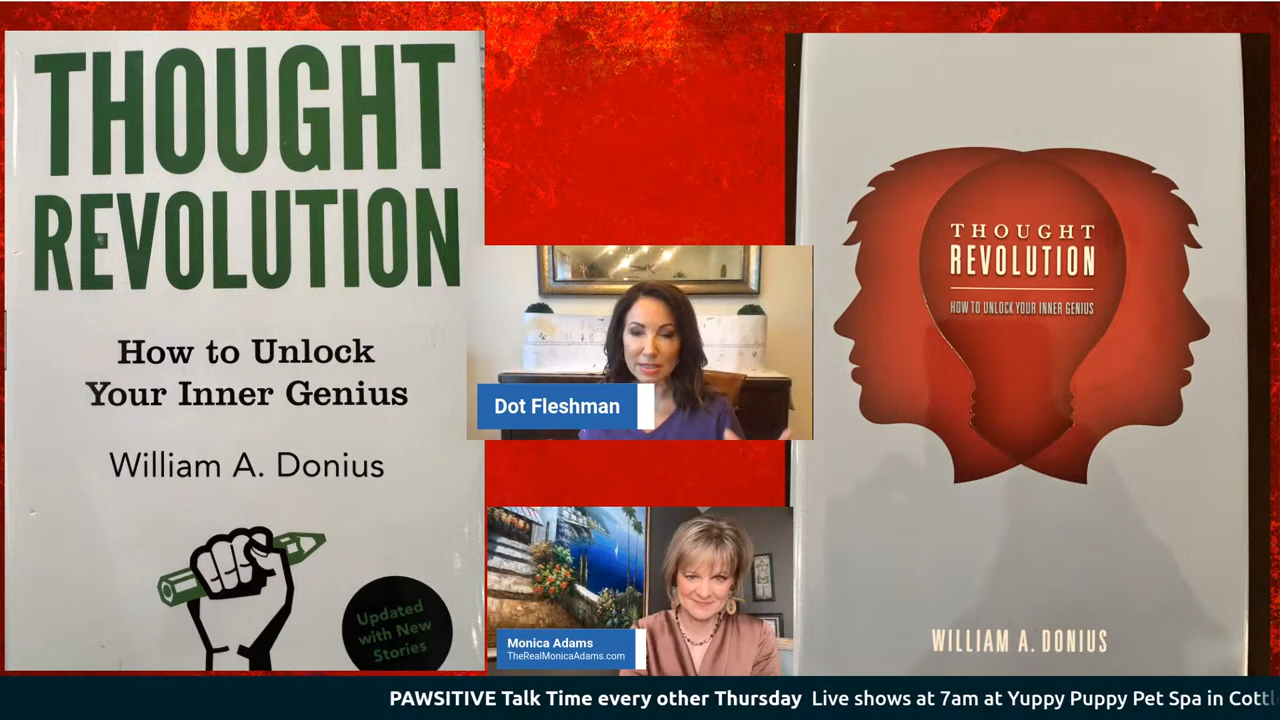 THOUGHT
REVOLUTION
How to Unlock
Your Inner Genius
William A. Donius
Updated
with New
Stories
Dot Fleshman
Monica Adams
TheRealMonicaAdams.com
THOUGHT
REVOLUTION
HOW TO UNLOCK YOUR INNER GENIUS
WILLIAM A. DONIUS
PAWSITIVE Talk Time every other Thursday Live shows at 7am at Yuppy Puppy Pet Spa in